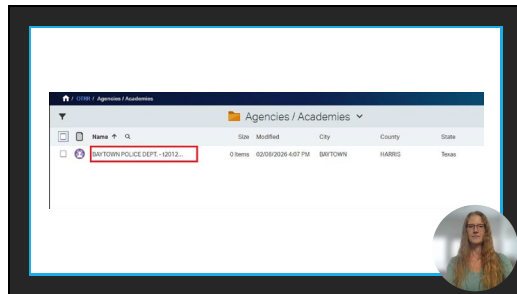 / OTNR / Agencies / Academies
Agencies / Academies
Name Size Modified City County State
BAYTOWN POLICE DEPT. - t2012... 0 Items 02/08/2026 4:07 PM BAYTOWN HARRIS Texas